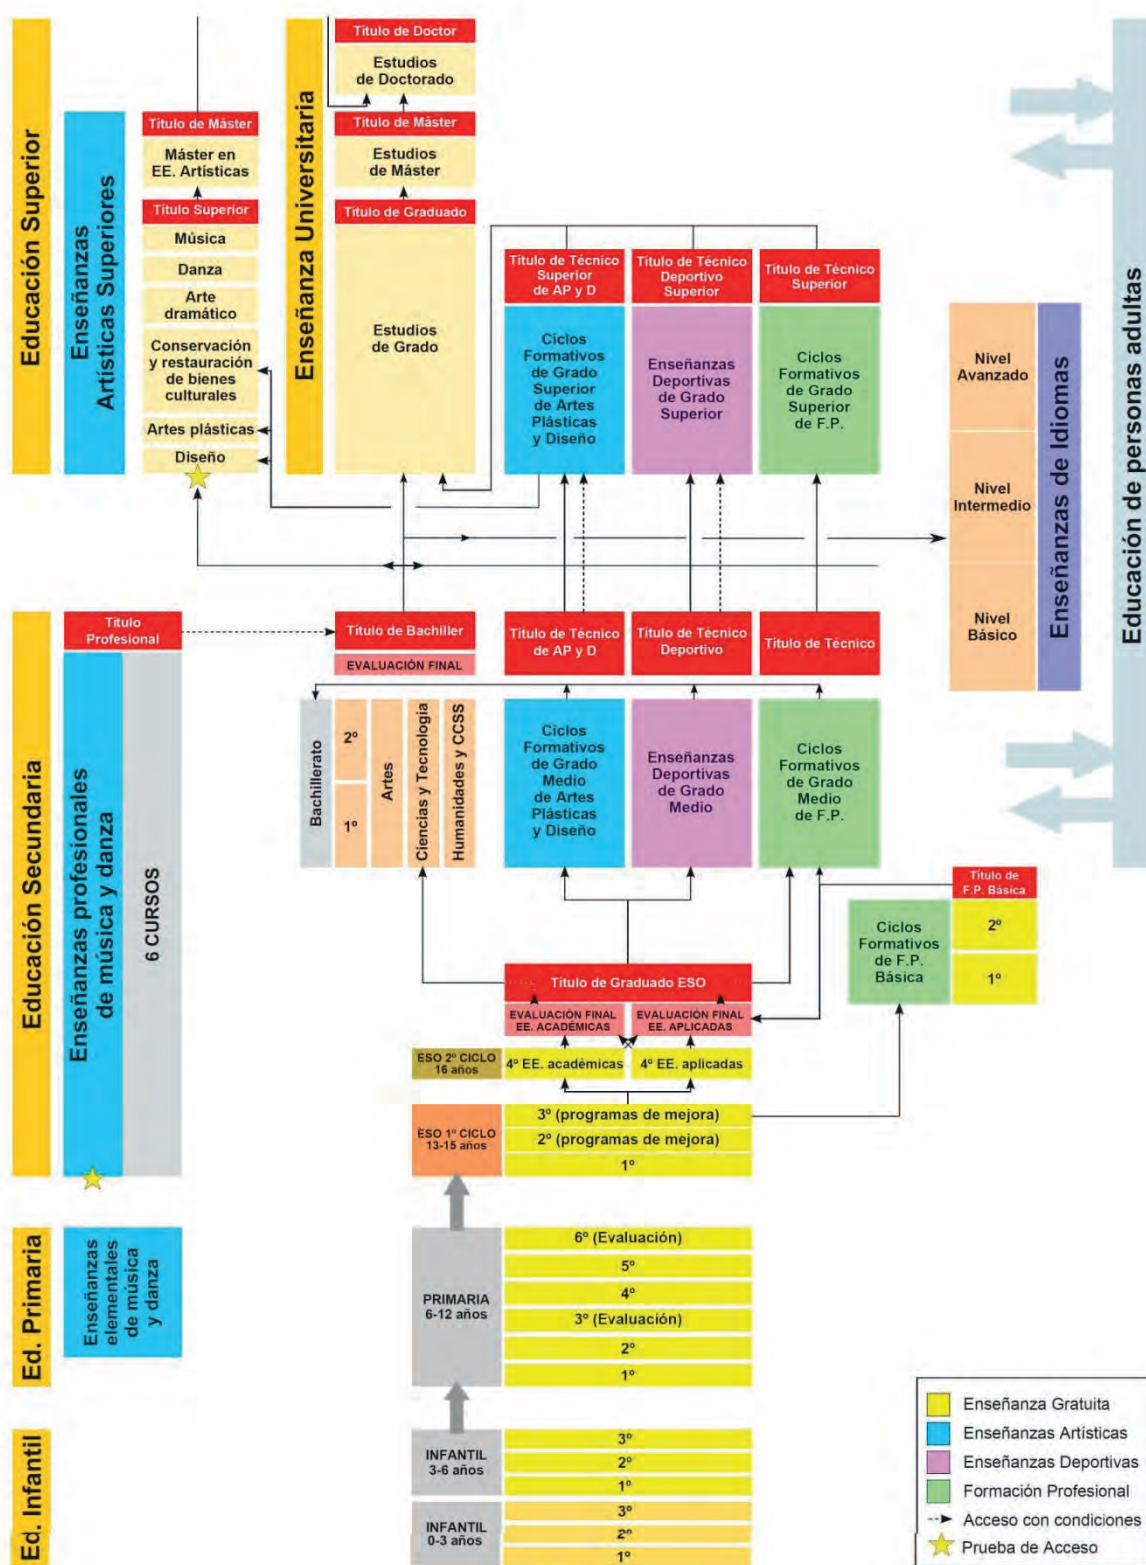 Educación Superior
Enseñanzas
Artísticas Superiores
Título de Máster
Máster en
EE. Artísticas
Título Superior
Música
Danza
Arte
dramático
Conservación
y restauración
de bienes
culturales
Artes plásticas
Diseño
Enseñanza Universitaria
Título de Doctor
Estudios
de Doctorado
Título de Máster
Estudios
de Máster
Título de Graduado
Estudios
de Grado
Título de Técnico
Superior
de AP y D
Ciclos
Formativos
de Grado
Superior
de Artes
Plásticas
y Diseño
Título de Técnico
Deportivo
Superior
Enseñanzas
Deportivas
de Grado
Superior
Título de Técnico
Superior
Ciclos
Formativos
de Grado
Superior
de F.P.
Nivel
Avanzado
Nivel
Intermedio
Nivel
Básico
Enseñanzas de Idiomas
Educación de personas adultas
Educación Secundaria
Título
Profesional
Enseñanzas profesionales
de música y danza
6 CURSOS
Título de Bachiller
EVALUACIÓN FINAL
Bachillerato
2º
1º
Artes
Ciencias y Tecnología
Humanidades y CCSS
Título de Técnico
de AP y D
Ciclos
Formativos
de Grado
Medio
de Artes
Plásticas
y Diseño
Título de Técnico
Deportivo
Enseñanzas
Deportivas
de Grado
Medio
Título de Técnico
Ciclos
Formativos
de Grado
Medio
de F.P.
Título de
F.P. Básica
Ciclos
Formativos
de F.P.
Básica
2º
1º
Título de Graduado ESO
EVALUACIÓN FINAL
EE. ACADÉMICAS
EVALUACIÓN FINAL
EE. APLICADAS
ESO 2º CICLO
16 años
4º EE. académicas
4º EE. aplicadas
ESO 1º CICLO
13-15 años
3º (programas de mejora)
2º (programas de mejora)
1º
Ed. Primaria
Enseñanzas
elementales
de música
y danza
PRIMARIA
6-12 años
6º (Evaluación)
5º
4º
3º (Evaluación)
2º
1º
Ed. Infantil
INFANTIL
3-6 años
3º
2º
1º
INFANTIL
0-3 años
3º
2º
1º
Enseñanza Gratuita
Enseñanzas Artísticas
Enseñanzas Deportivas
Formación Profesional
Acceso con condiciones
Prueba de Acceso